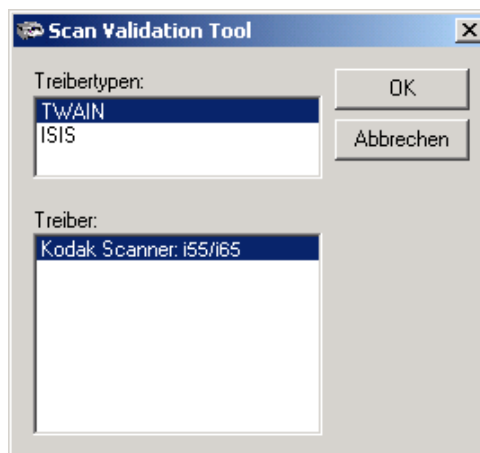 Scan Validation Tool
Treibertypen:
OK
TWAIN
ISIS
Abbrechen
Treiber:
Kodak Scanner: i55/i65